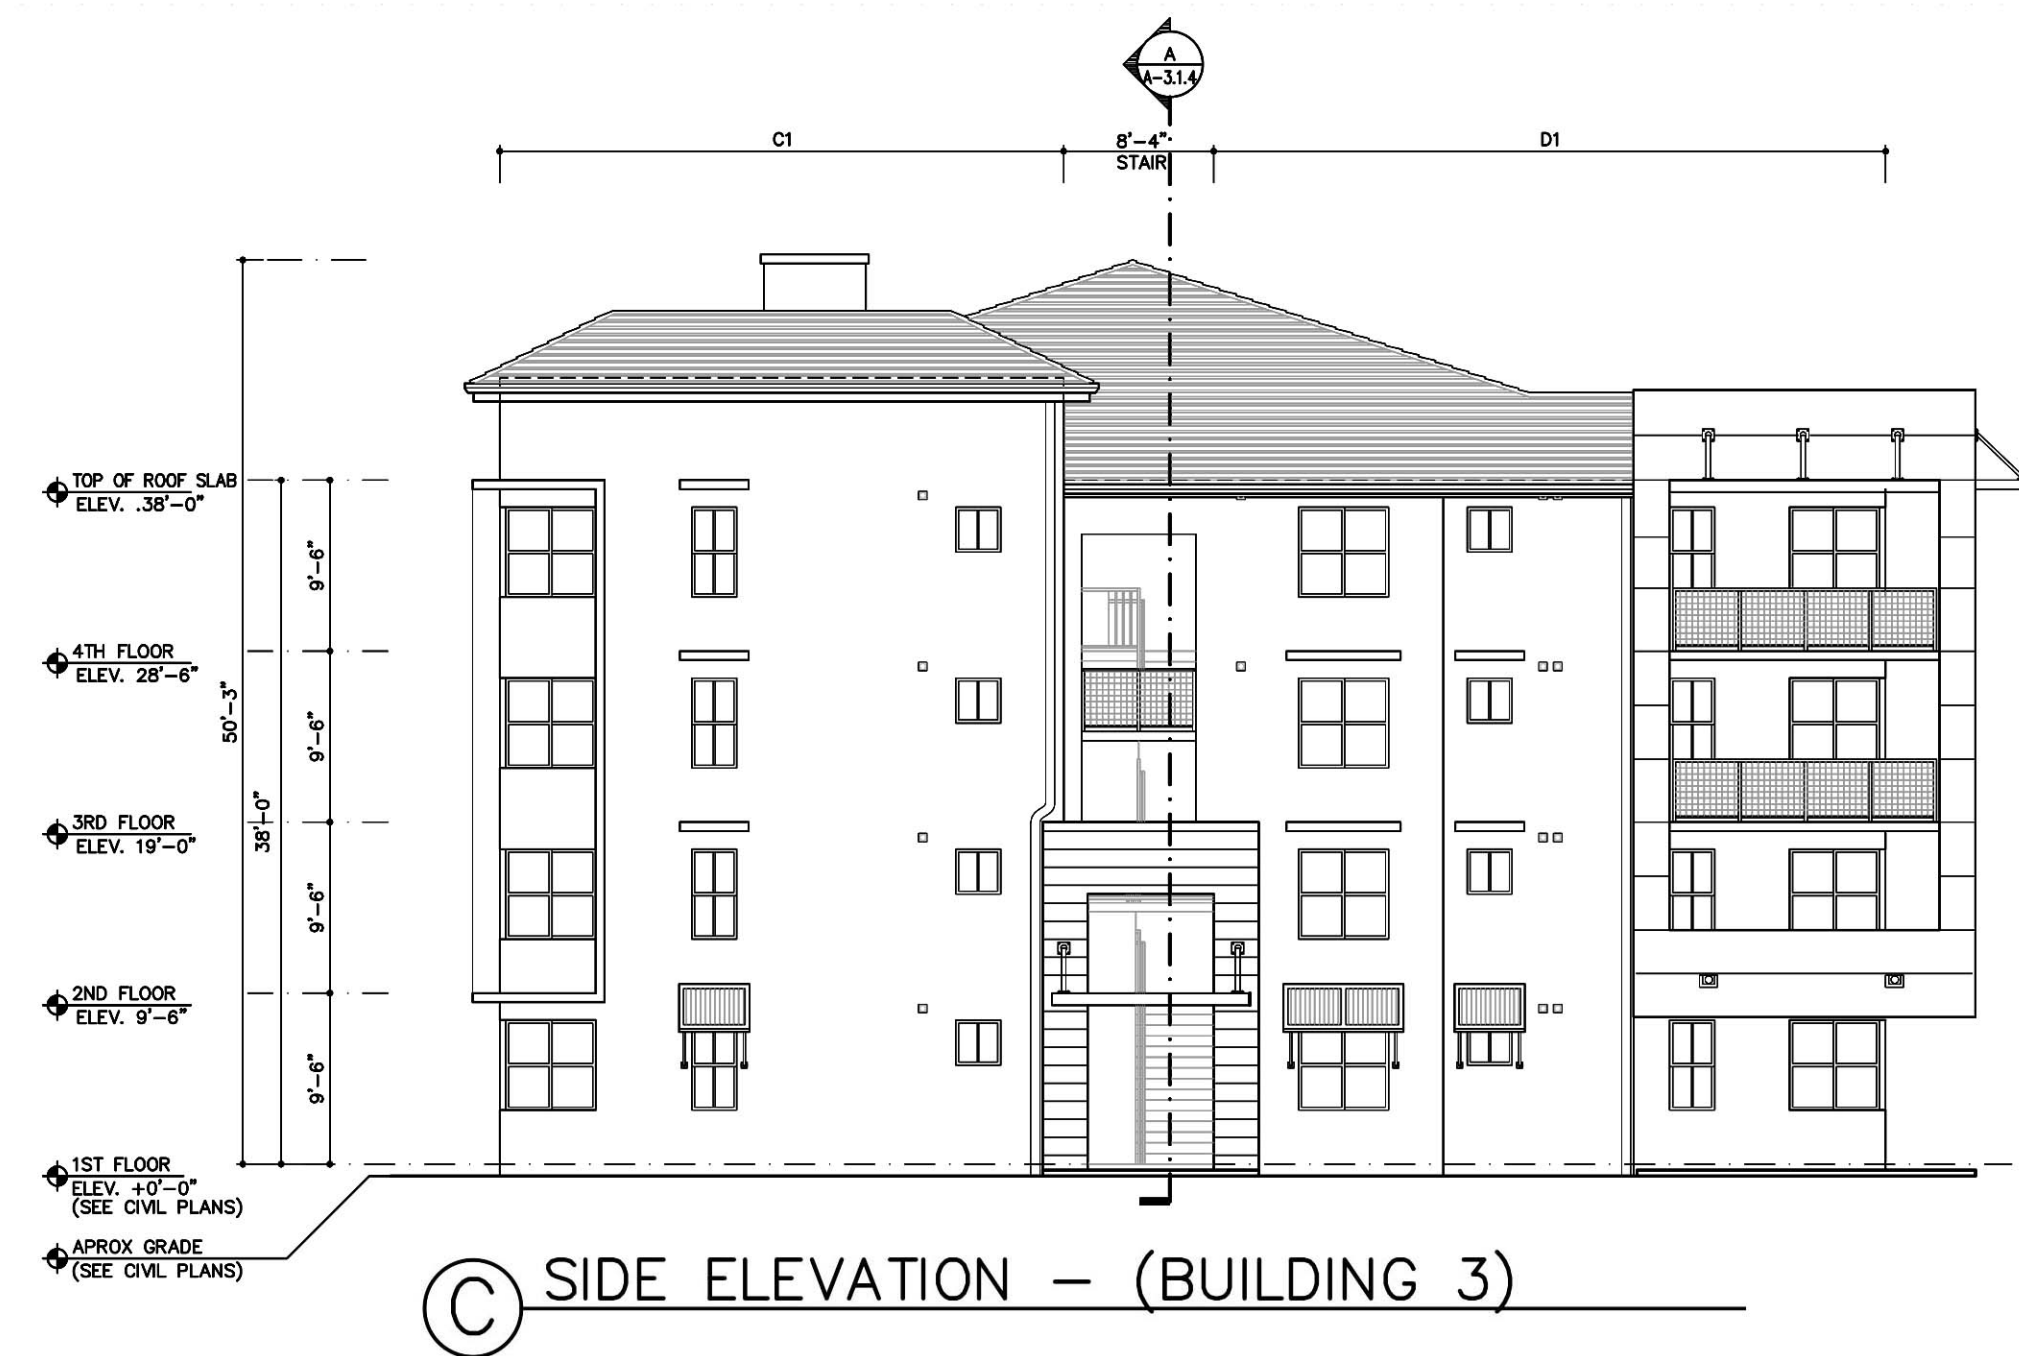 A
A-3.1.4
C1
8'-4"
STAIR
D1
TOP OF ROOF SLAB
ELEV. .38'-0"
9'-6"
4TH FLOOR
ELEV. 28'-6"
50'-3"
9'-6"
38'-0"
3RD FLOOR
ELEV. 19'-0"
9'-6"
2ND FLOOR
ELEV. 9'-6"
9'-6"
1ST FLOOR
ELEV. +0'-0"
(SEE CIVIL PLANS)
APROX GRADE
(SEE CIVIL PLANS)
C SIDE ELEVATION - (BUILDING 3)